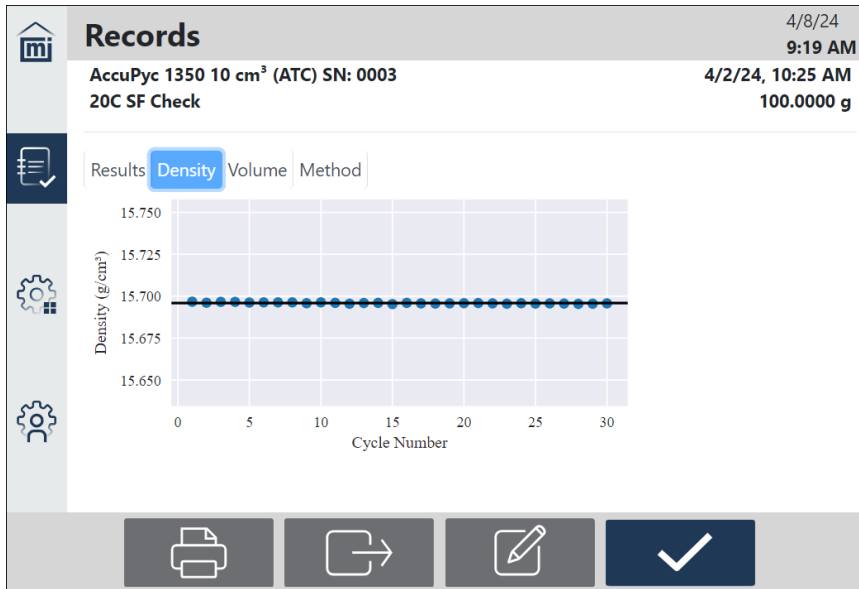 mi
Records
4/8/24
9:19 AM
AccuPyc 1350 10 cm³ (ATC) SN: 0003
4/2/24, 10:25 AM
20C SF Check
100.0000 g
Results Density Volume Method
15.750
15.725
15.700
15.675
15.650
Density (g/cm³)
0 5 10 15 20 25 30
Cycle Number